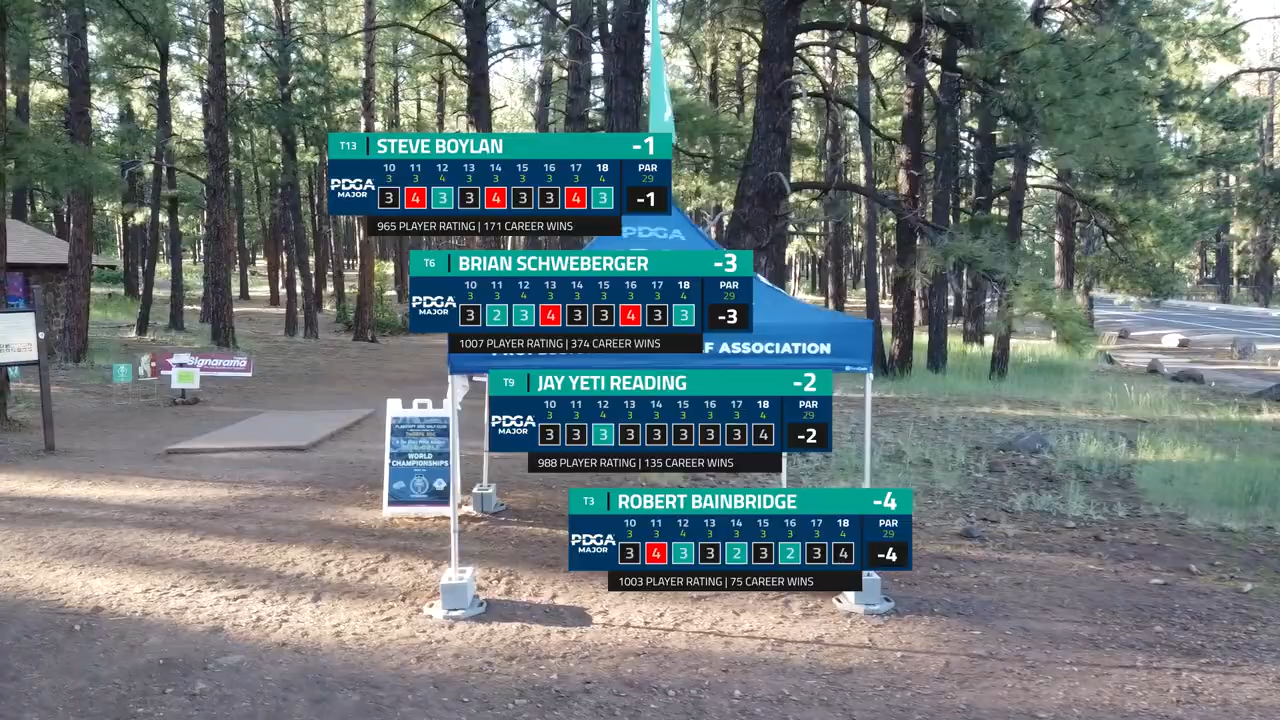 T13 STEVE BOYLAN -1
10 11 12 13 14 15 16 17 18 PAR
3 3 4 3 3 3 3 3 4 29
PDGA MAJOR 3 4 3 3 4 3 3 4 3 -1
965 PLAYER RATING | 171 CAREER WINS
PDGA
T6 BRIAN SCHWEBERGER -3
10 11 12 13 14 15 16 17 18 PAR
3 3 4 3 3 3 3 3 4 29
PDGA MAJOR 3 2 3 4 3 3 4 3 3 -3
1007 PLAYER RATING | 374 CAREER WINS
F ASSOCIATION
Signarama
T9 JAY YETI READING -2
10 11 12 13 14 15 16 17 18 PAR
3 3 4 3 3 3 3 3 4 29
PDGA MAJOR 3 3 3 3 3 3 3 3 4 -2
988 PLAYER RATING | 135 CAREER WINS
WORLD
CHAMPIONSHIPS
T3 ROBERT BAINBRIDGE -4
10 11 12 13 14 15 16 17 18 PAR
3 3 4 3 3 3 3 3 4 29
PDGA MAJOR 3 4 3 3 2 3 2 3 4 -4
1003 PLAYER RATING | 75 CAREER WINS